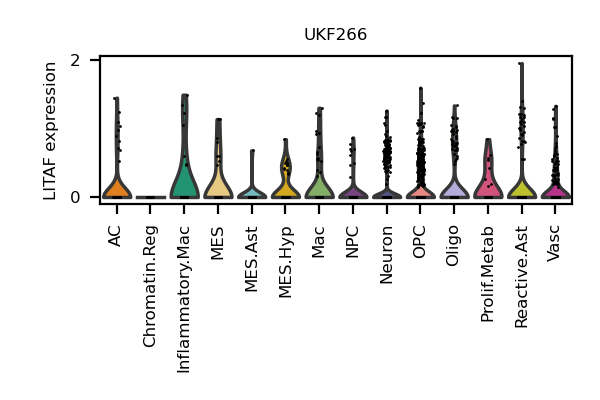 UKF266
LITAF expression
2
0
AC
Chromatin.Reg
Inflammatory.Mac
MES
MES.Ast
MES.Hyp
Mac
NPC
Neuron
OPC
Oligo
Prolif.Metab
Reactive.Ast
Vasc